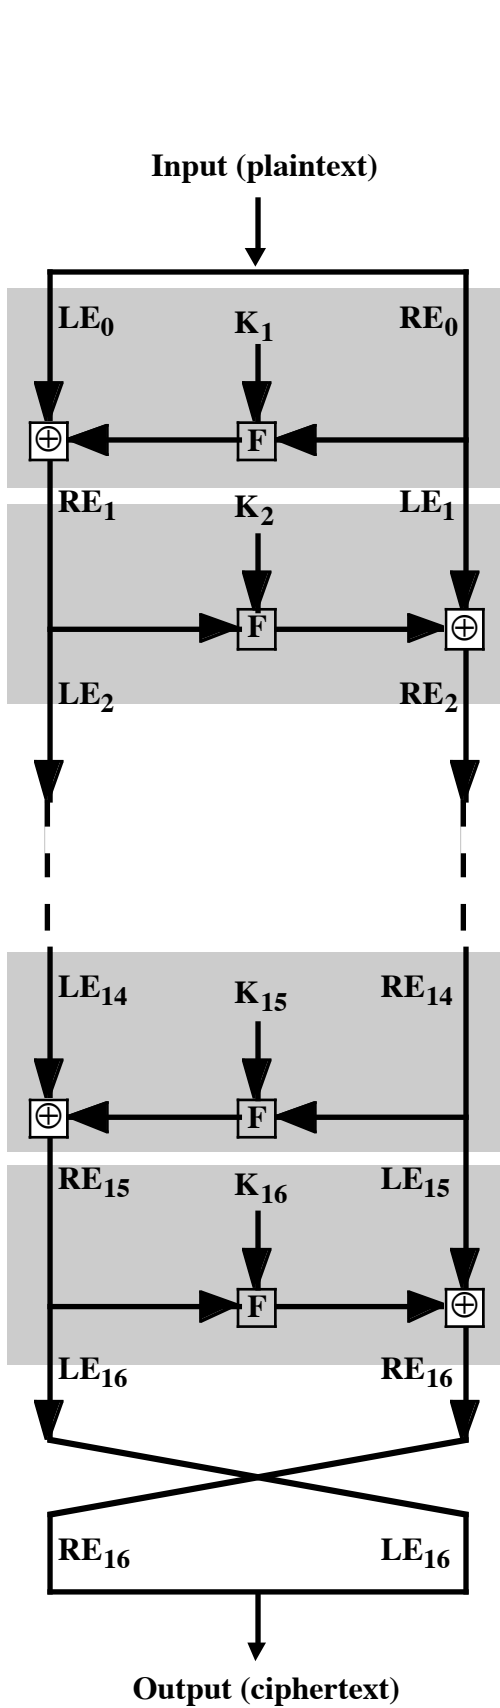 Input (plaintext)
LE₀ K₁ RE₀
⊕ F
RE₁ K₂ LE₁
F ⊕
LE₂ RE₂
LE₁₄ K₁₅ RE₁₄
⊕ F
RE₁₅ K₁₆ LE₁₅
F ⊕
LE₁₆ RE₁₆
RE₁₆ LE₁₆
Output (ciphertext)